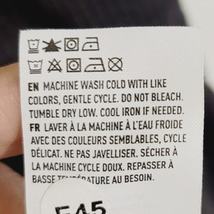 EN MACHINE WASH COLD WITH LIKE
COLORS, GENTLE CYCLE. DO NOT BLEACH.
TUMBLE DRY LOW. COOL IRON IF NEEDED.
FR LAVER À LA MACHINE À L'EAU FROIDE
AVEC DES COULEURS SEMBLABLES, CYCLE
DÉLICAT. NE PAS JAVELLISER. SÉCHER À
LA MACHINE CYCLE DOUX. REPASSER À
BASSE TEMPÉRATURE AU BESOIN.